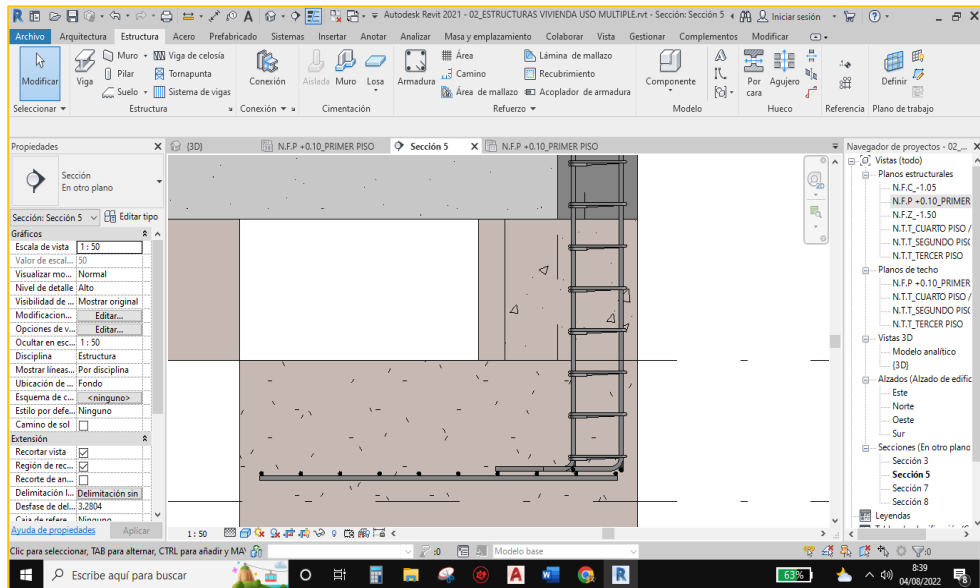 Autodesk Revit 2021 - 02_ESTRUCTURAS VIVIENDA USO MULTIPLE.rvt - Sección: Sección 5
Iniciar sesión
Archivo Arquitectura Estructura Acero Prefabricado Sistemas Insertar Anotar Analizar Masa y emplazamiento Colaborar Vista Gestionar Complementos Modificar
Modificar
Viga
Muro
Viga de celosía
Pilar
Tornapunta
Suelo
Sistema de vigas
Conexión
Aislada
Muro
Losa
Armadura
Área
Lámina de mallazo
Camino
Recubrimiento
Área de mallazo
Acoplador de armadura
Componente
Por cara
Agujero
Definir
Seleccionar
Estructura
Conexión
Cimentación
Refuerzo
Modelo
Hueco
Referencia
Plano de trabajo
Propiedades
{3D}
N.F.P +0.10_PRIMER PISO
Sección 5
N.F.P +0.10_PRIMER PISO
Navegador de proyectos - 02_...
Sección
En otro plano
Sección: Sección 5
Editar tipo
Gráficos
Escala de vista 1 : 50
Valor de escal... 50
Visualizar mo... Normal
Nivel de detalle Alto
Visibilidad de ... Mostrar original
Modificacion... Editar...
Opciones de v... Editar...
Ocultar en esc... 1 : 50
Disciplina Estructura
Mostrar líneas... Por disciplina
Ubicación de ... Fondo
Esquema de c... <ninguno>
Estilo por defe... Ninguno
Camino de sol
Extensión
Recortar vista
Región de rec...
Recorte de an...
Delimitación l... Delimitación sin
Desfase de del... 3.2804
Caja de refere... Ninguno
Ayuda de propiedades
Aplicar
2D
Vistas (todo)
Planos estructurales
N.F.C_-1.05
N.F.P +0.10_PRIMER
N.F.Z_-1.50
N.T.T_CUARTO PISO /
N.T.T_SEGUNDO PISO
N.T.T_TERCER PISO
Planos de techo
N.F.P +0.10_PRIMER
N.T.T_CUARTO PISO /
N.T.T_SEGUNDO PISO
N.T.T_TERCER PISO
Vistas 3D
Modelo analítico
{3D}
Alzados (Alzado de edific
Este
Norte
Oeste
Sur
Secciones (En otro plano
Sección 3
Sección 5
Sección 7
Sección 8
Leyendas
1 : 50
Clic para seleccionar, TAB para alternar, CTRL para añadir y MAY
:0
Modelo base
:0
Escribe aquí para buscar
63%
8:39
04/08/2022